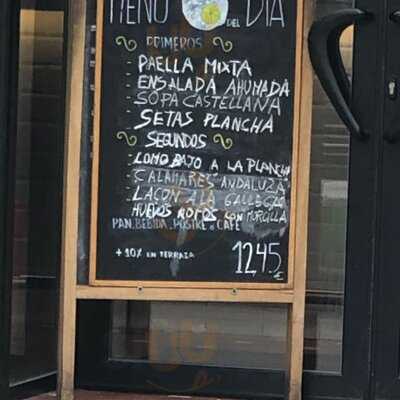 MENÚ DEL DIA
PRIMEROS
- PAELLA MIXTA
- ENSALADA AHUMADA
- SOPA CASTELLANA
- SETAS PLANCHA
SEGUNDOS
- LOMO BAJO A LA PLANCHA
- CALAMARES ANDALUZA
- LACON A LA GALLEGA
- HUEVOS ROTOS CON MORCILLA
PAN, BEBIDA, POSTRE o CAFE
+ 10% EN TERRAZA
12'45 €